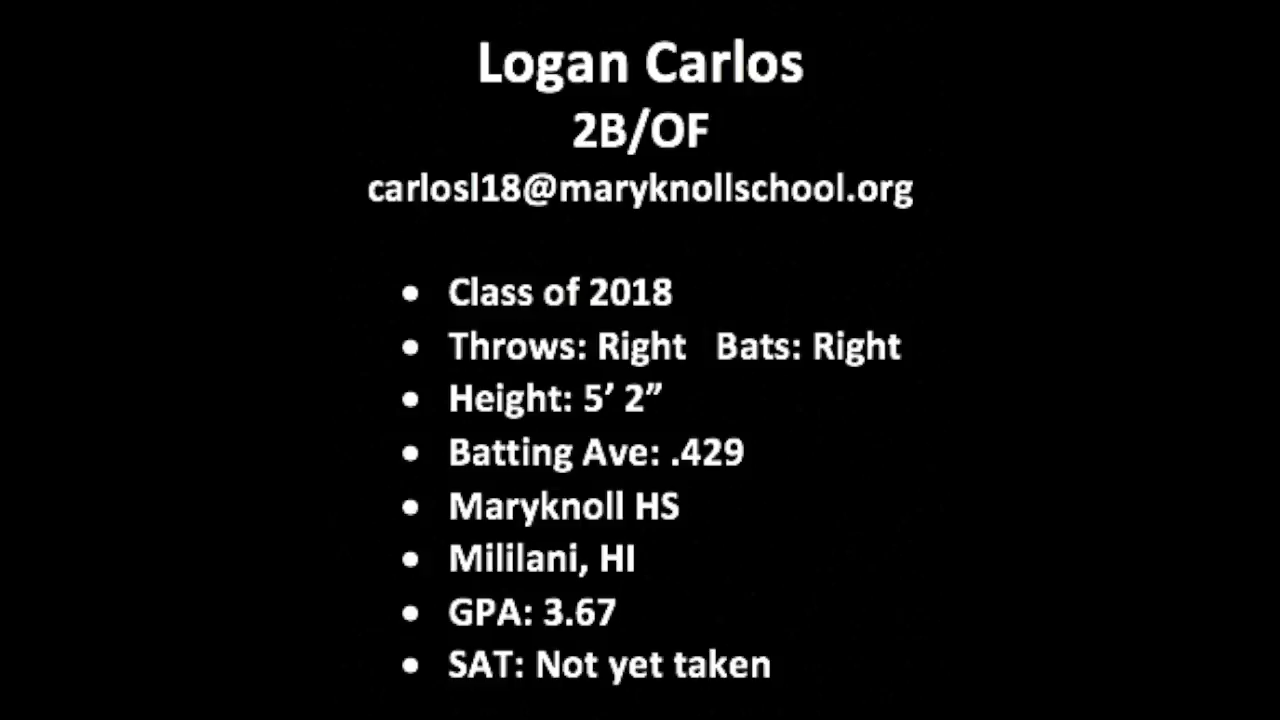 Logan Carlos
2B/OF
carlosl18@maryknollschool.org
• Class of 2018
• Throws: Right Bats: Right
• Height: 5’ 2”
• Batting Ave: .429
• Maryknoll HS
• Mililani, HI
• GPA: 3.67
• SAT: Not yet taken